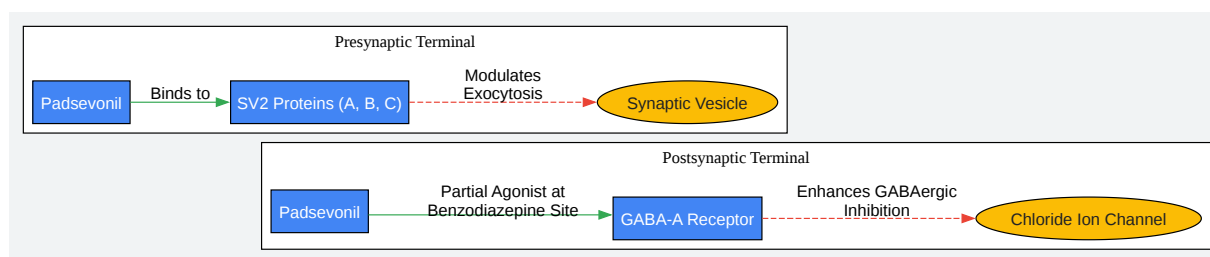 Presynaptic Terminal
Padsevonil
Binds to
SV2 Proteins (A, B, C)
Modulates
Exocytosis
Synaptic Vesicle
Postsynaptic Terminal
Padsevonil
Partial Agonist at
Benzodiazepine Site
GABA-A Receptor
Enhances GABAergic
Inhibition
Chloride Ion Channel